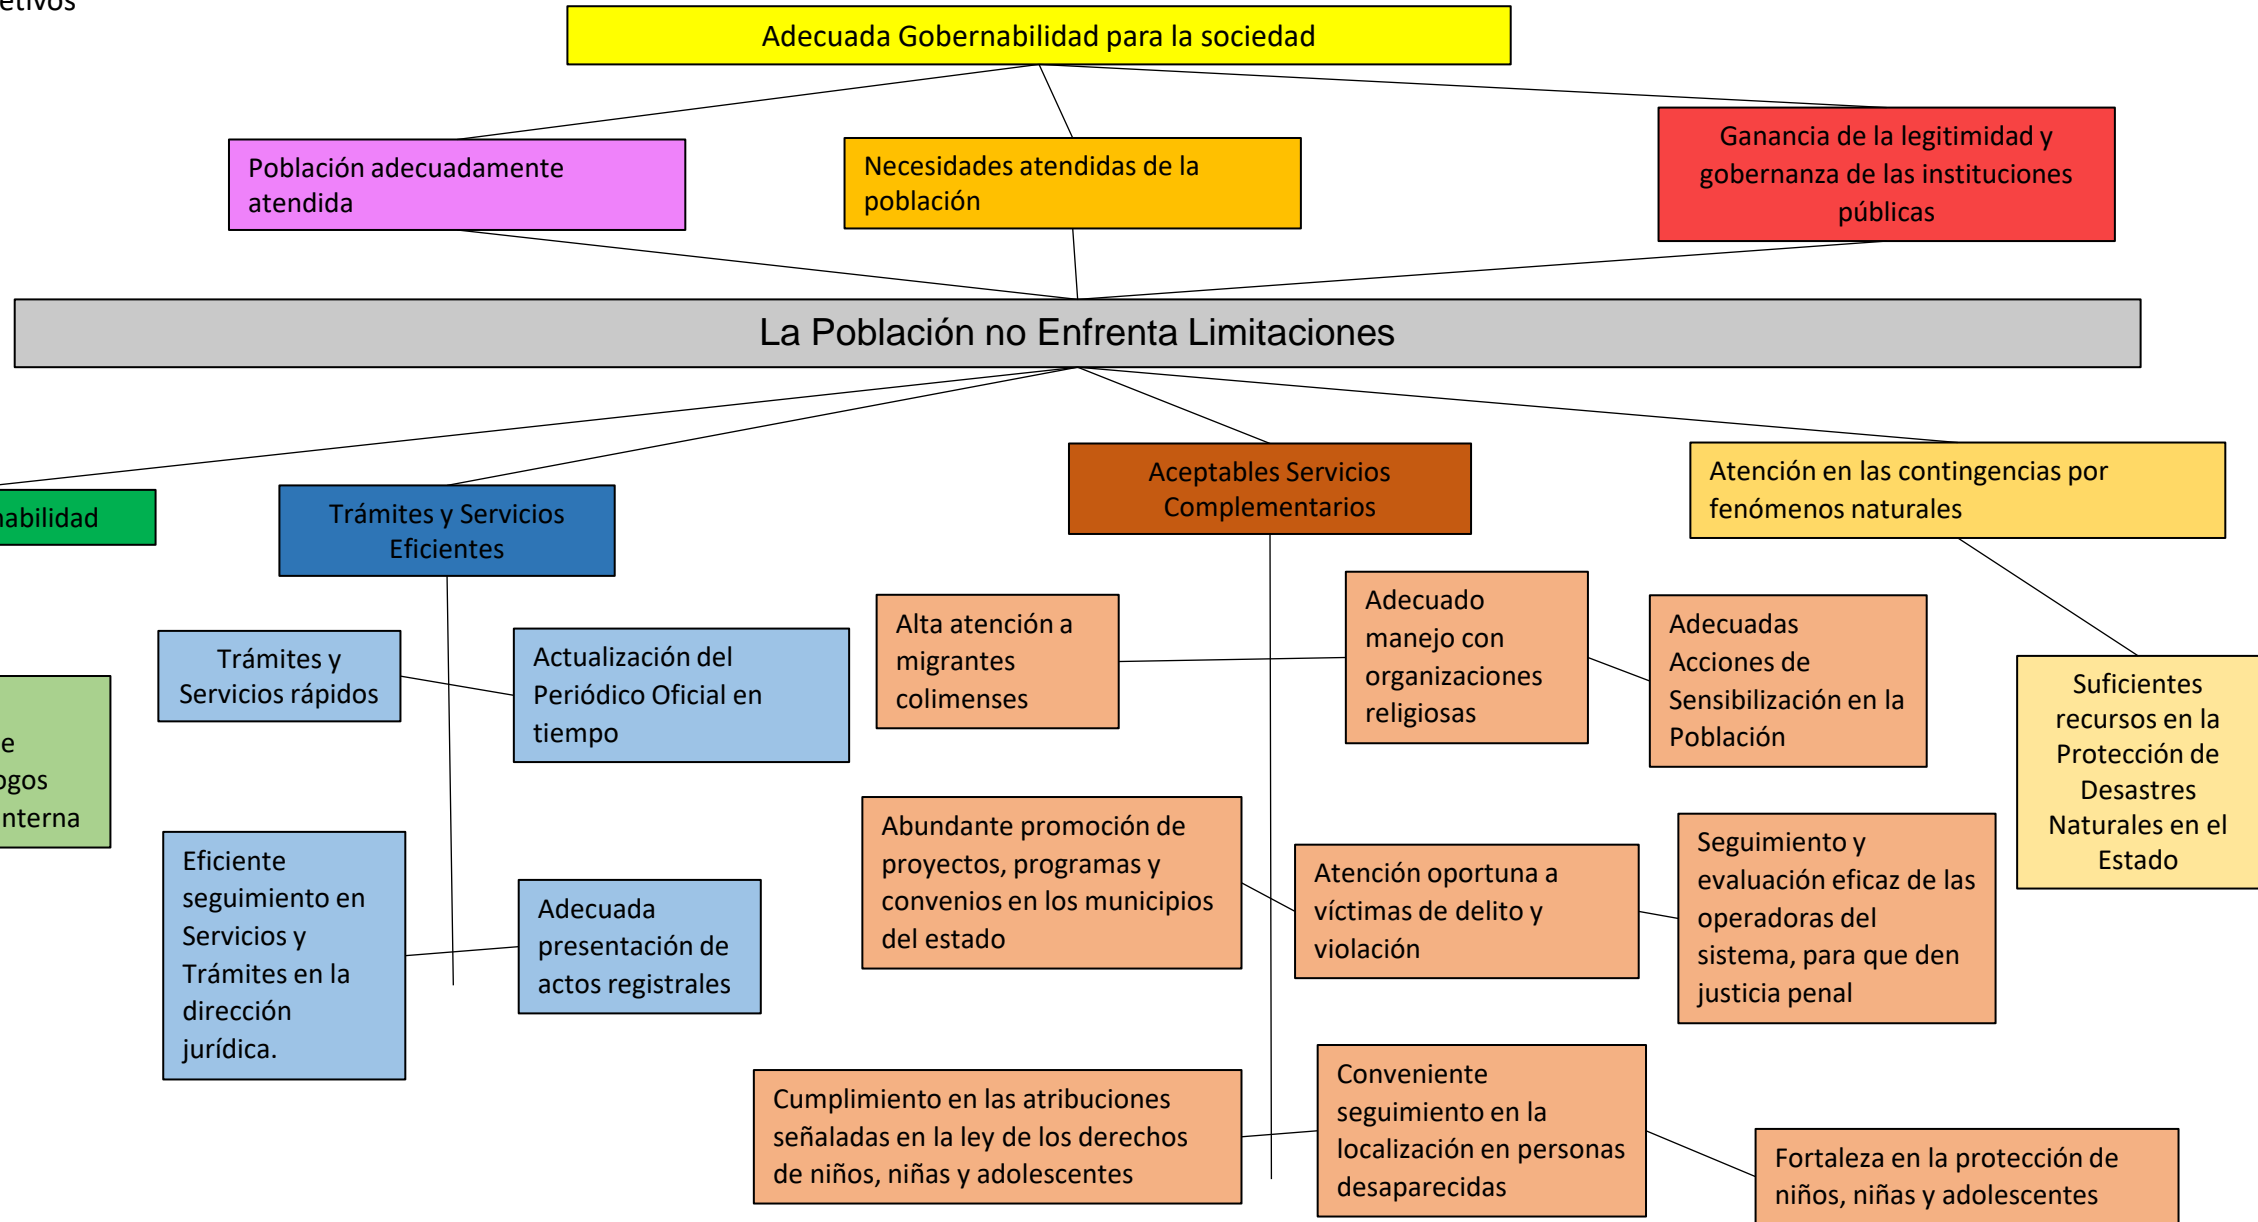 Adecuada Gobernabilidad para la sociedad
Población adecuadamente
atendida
Necesidades atendidas de la
población
Ganancia de la legitimidad y
gobernanza de las instituciones
públicas
La Población no Enfrenta Limitaciones
Trámites y Servicios
Eficientes
Aceptables Servicios
Complementarios
Atención en las contingencias por
fenómenos naturales
Trámites y
Servicios rápidos
Actualización del
Periódico Oficial en
tiempo
Alta atención a
migrantes
colimenses
Adecuado
manejo con
organizaciones
religiosas
Adecuadas
Acciones de
Sensibilización en la
Población
Suficientes
recursos en la
Protección de
Desastres
Naturales en el
Estado
Eficiente
seguimiento en
Servicios y
Trámites en la
dirección
jurídica.
Adecuada
presentación de
actos registrales
Abundante promoción de
proyectos, programas y
convenios en los municipios
del estado
Atención oportuna a
víctimas de delito y
violación
Seguimiento y
evaluación eficaz de las
operadoras del
sistema, para que den
justicia penal
Cumplimiento en las atribuciones
señaladas en la ley de los derechos
de niños, niñas y adolescentes
Conveniente
seguimiento en la
localización en personas
desaparecidas
Fortaleza en la protección de
niños, niñas y adolescentes